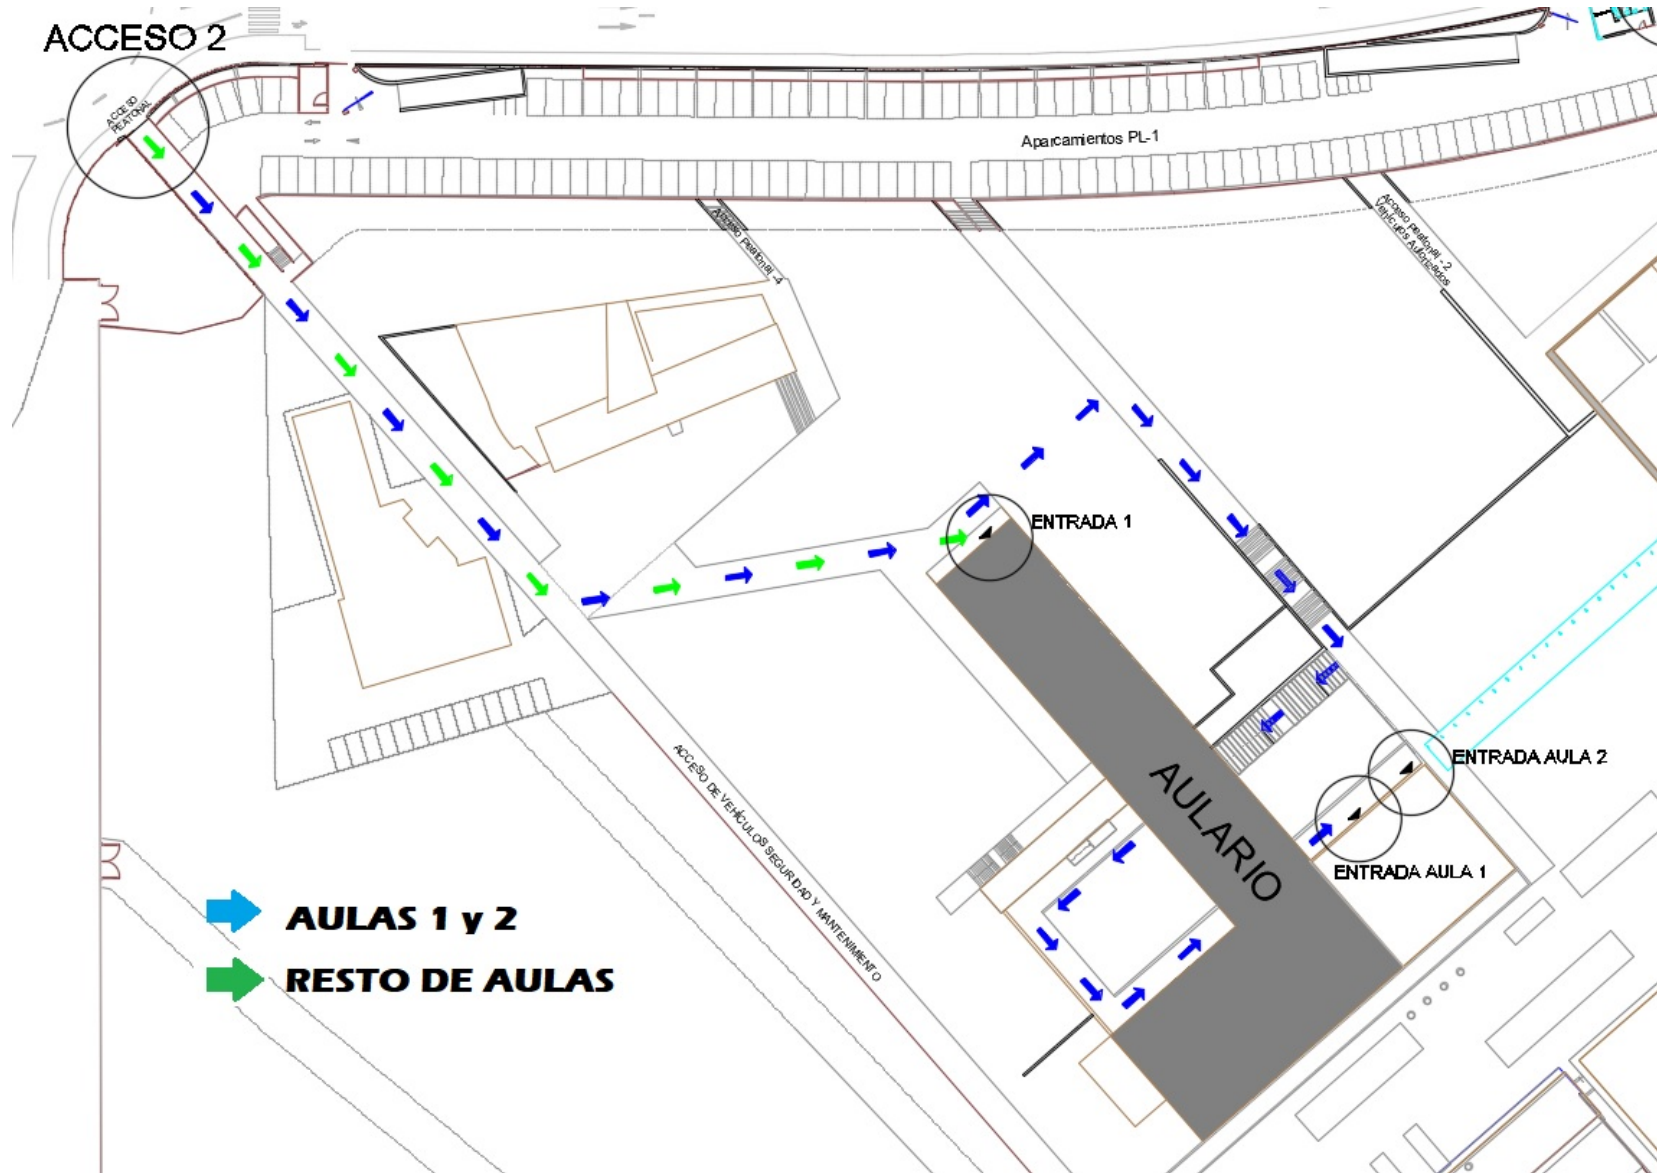 ACCESO 2
ACCESO
PEATONAL
Aparcamientos PL-1
Acceso Peatonal -4
Acceso peatonal - 2
Vehículos Autorizados
ENTRADA 1
ENTRADA AULA 2
AULARIO
ENTRADA AULA 1
ACCESO DE VEHÍCULOS SEGURIDAD Y MANTENIMIENTO
AULAS 1 y 2
RESTO DE AULAS